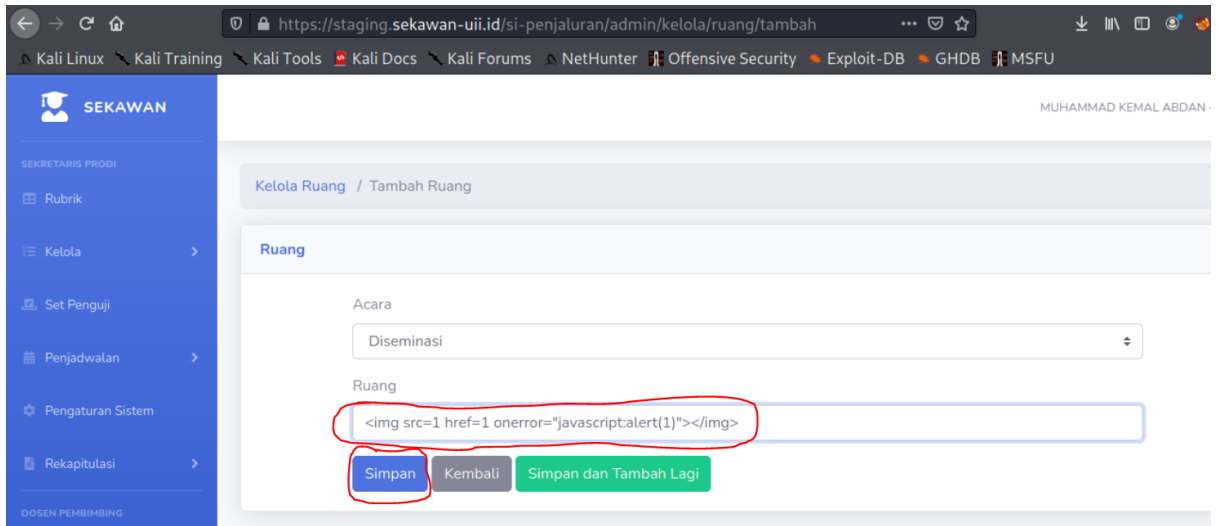 https://staging.sekawan-uii.id/si-penjaluran/admin/kelola/ruang/tambah
Kali Linux Kali Training Kali Tools Kali Docs Kali Forums NetHunter Offensive Security Exploit-DB GHDB MSFU
SEKAWAN
MUHAMMAD KEMAL ABDAN -
SEKRETARIS PRODI
Rubrik
Kelola
Set Penguji
Penjadwalan
Pengaturan Sistem
Rekapitulasi
DOSEN PEMBIMBING
Kelola Ruang / Tambah Ruang
Ruang
Acara
Diseminasi
Ruang
<img src=1 href=1 onerror="javascript:alert(1)"></img>
Simpan Kembali Simpan dan Tambah Lagi